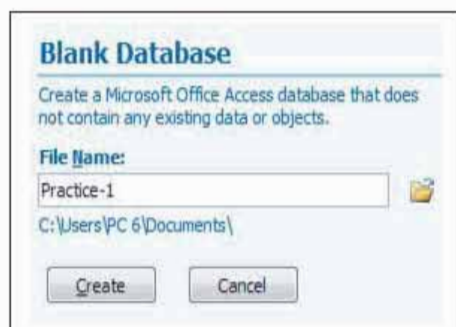 Blank Database
Create a Microsoft Office Access database that does
not contain any existing data or objects.
File Name:
Practice-1
C:\Users\PC 6\Documents\
Create Cancel